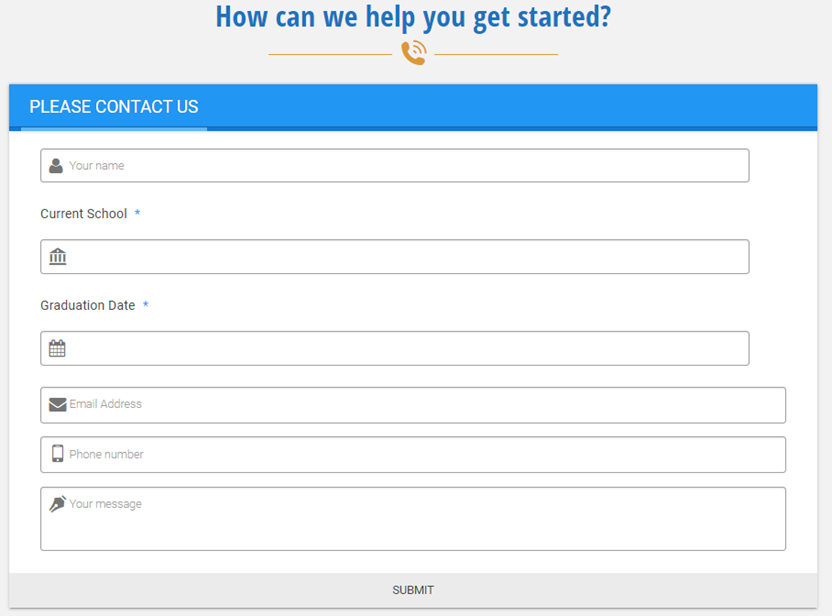 How can we help you get started?
PLEASE CONTACT US
Your name
Current School *
Graduation Date *
Email Address
Phone number
Your message
SUBMIT